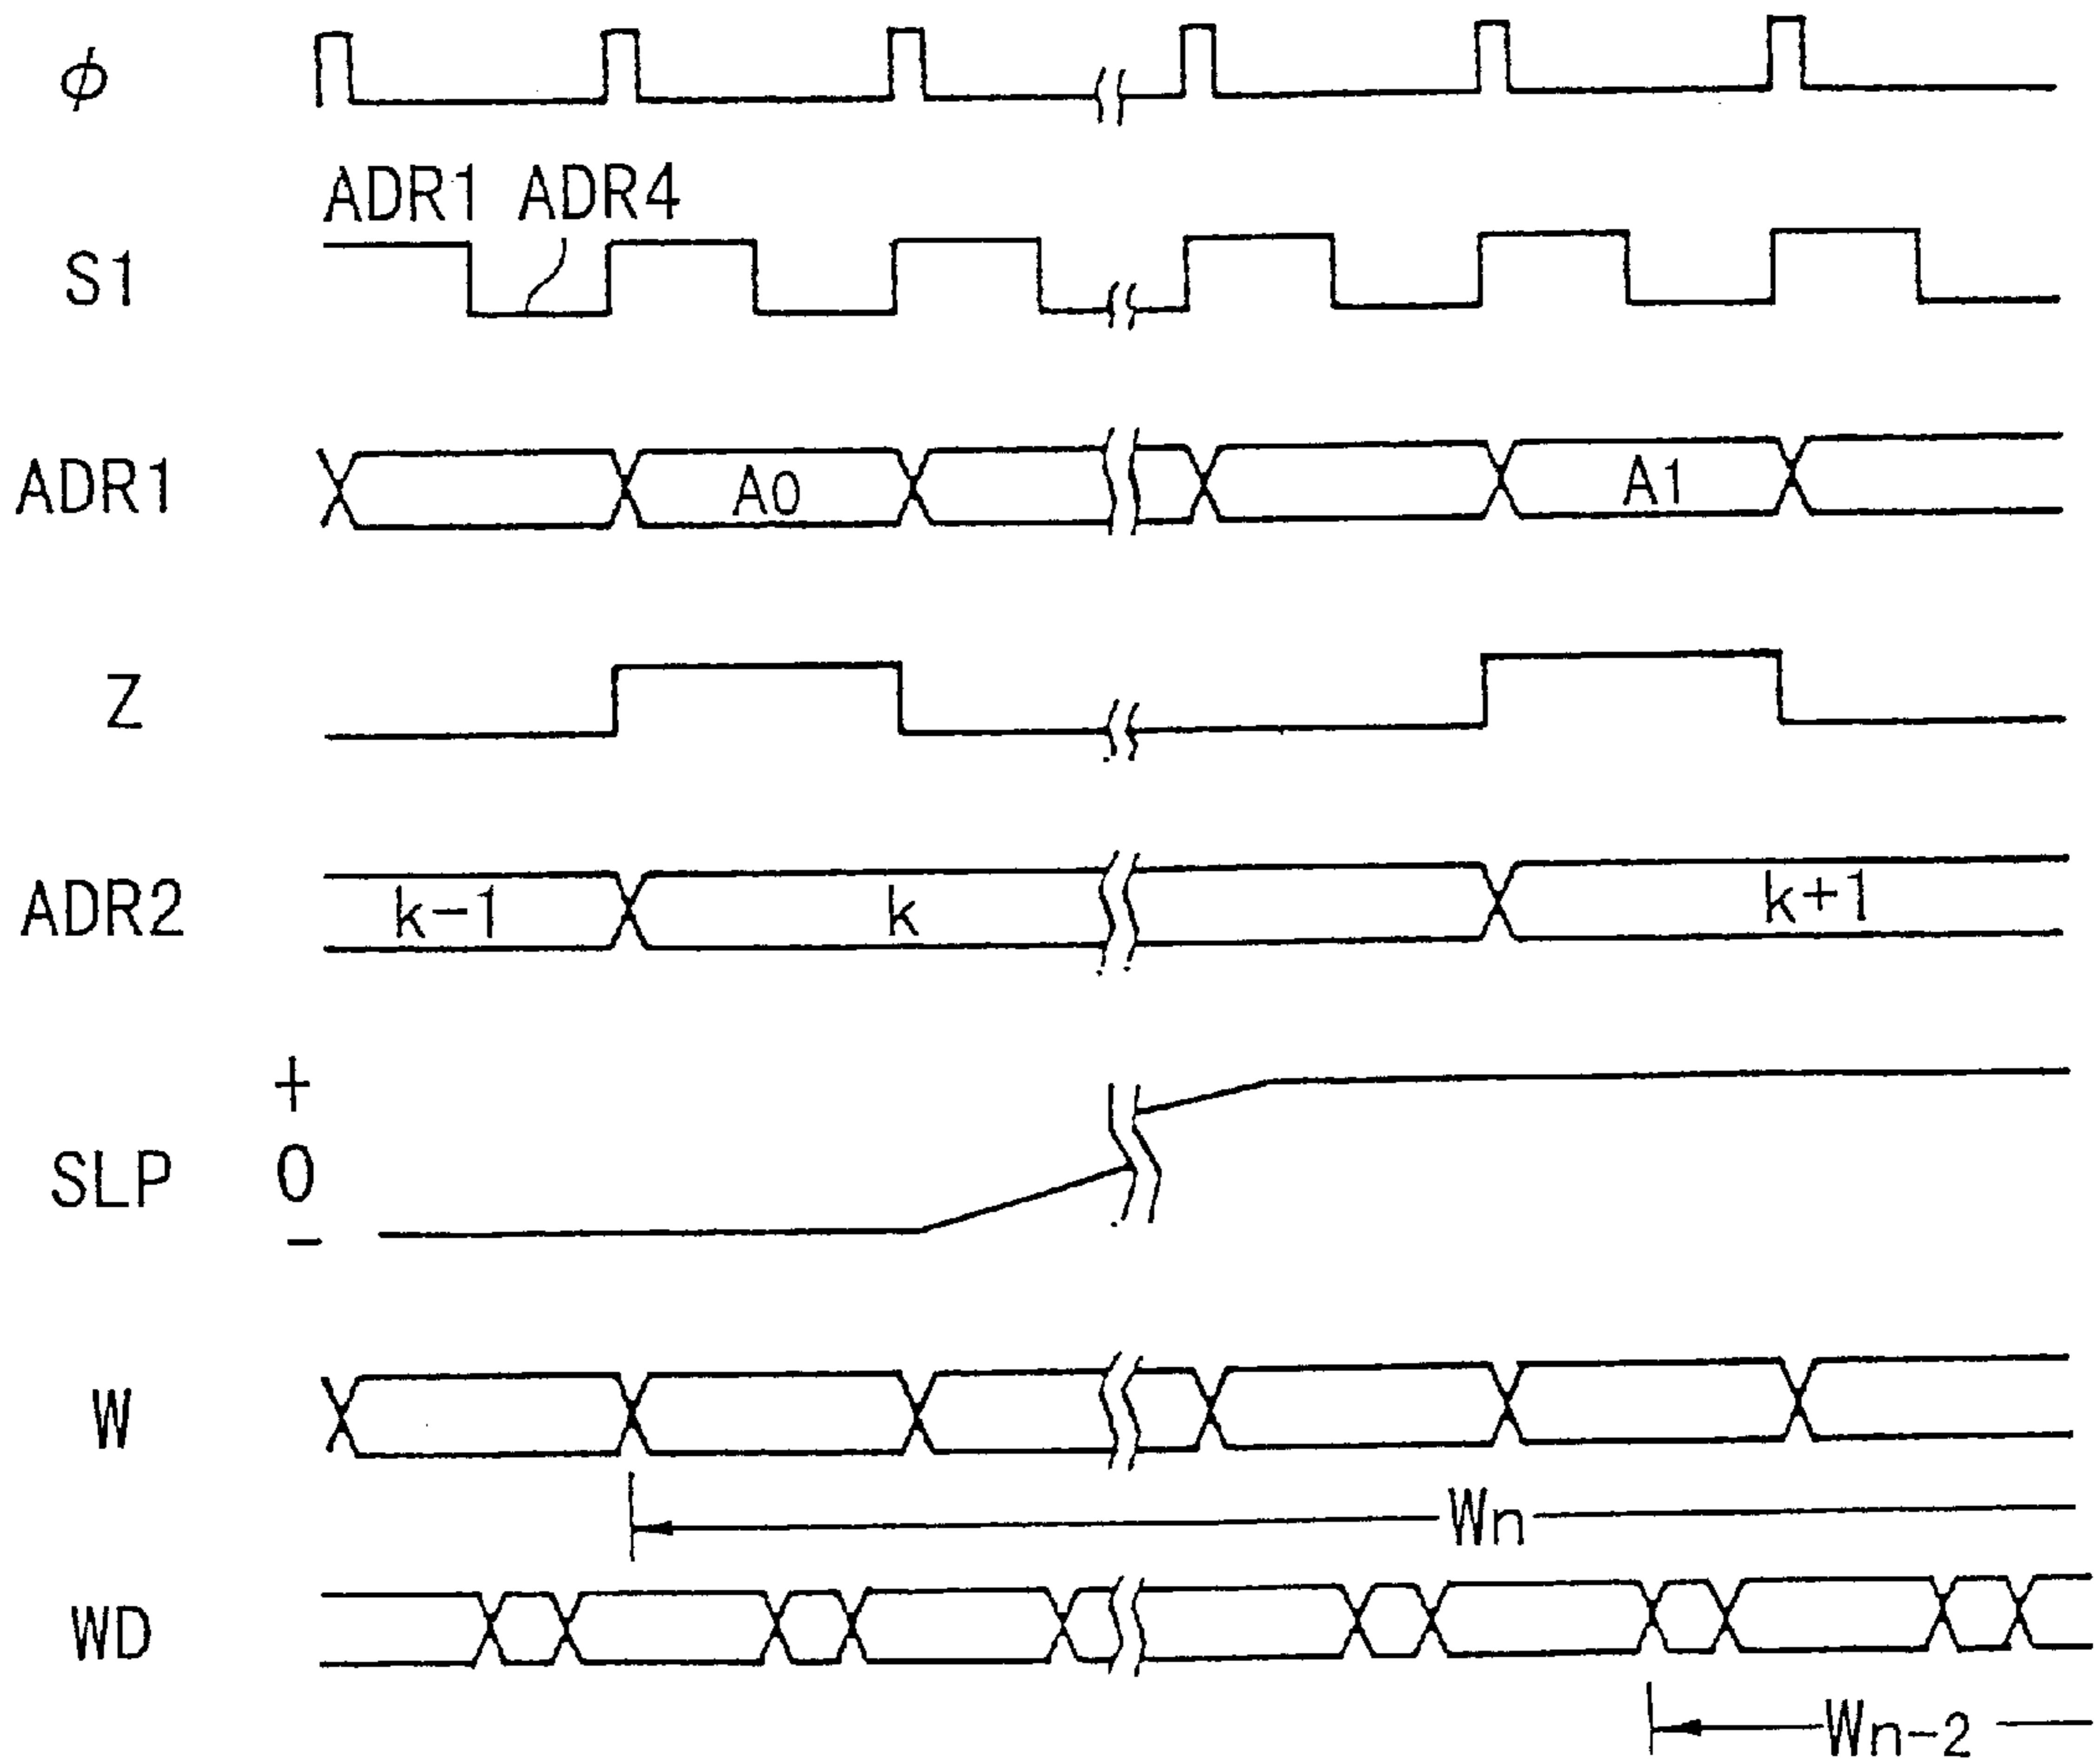 ϕ
ADR1 ADR4
S1
ADR1 A0 A1
Z
ADR2 k-1 k k+1
+
SLP 0
-
W
Wn
WD
Wn-2